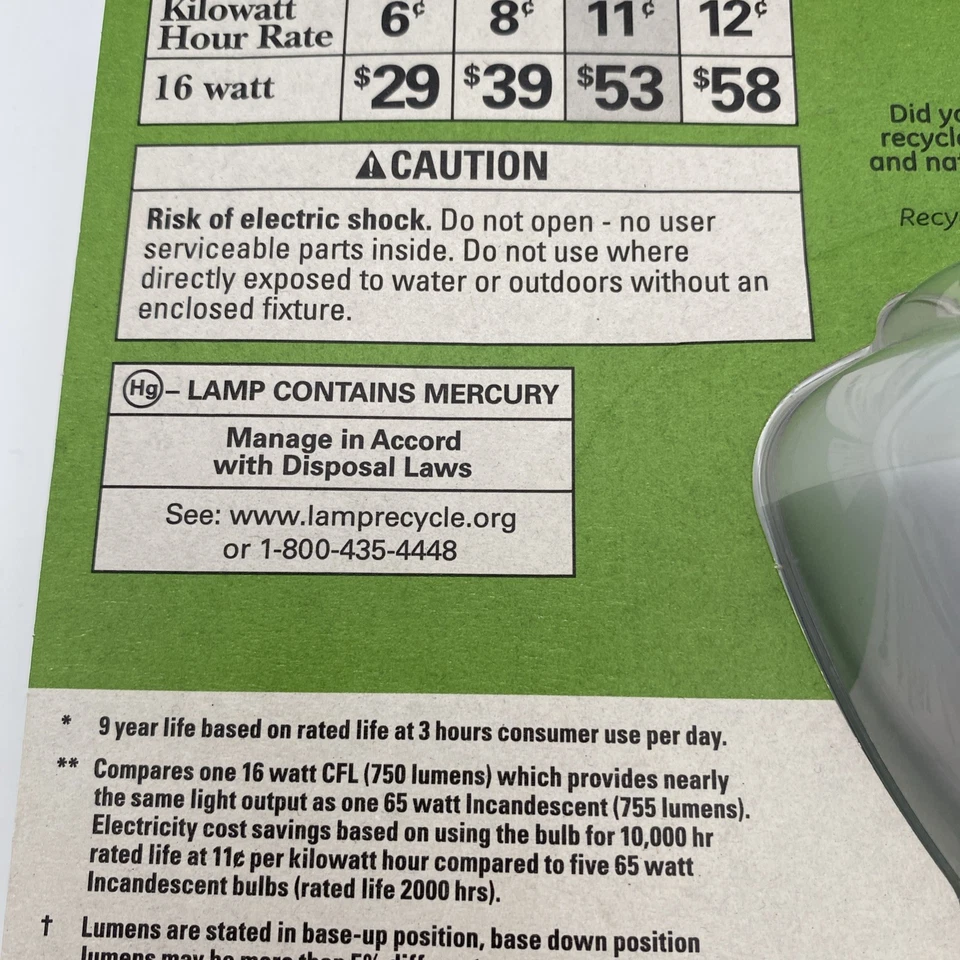 Kilowatt
Hour Rate 6¢ 8¢ 11¢ 12¢
16 watt $29 $39 $53 $58
⚠CAUTION
Risk of electric shock. Do not open - no user
serviceable parts inside. Do not use where
directly exposed to water or outdoors without an
enclosed fixture.
Hg – LAMP CONTAINS MERCURY
Manage in Accord
with Disposal Laws
See: www.lamprecycle.org
or 1-800-435-4448
Did
and
* 9 year life based on rated life at 3 hours consumer use per day.
** Compares one 16 watt CFL (750 lumens) which provides nearly
the same light output as one 65 watt Incandescent (755 lumens).
Electricity cost savings based on using the bulb for 10,000 hr
rated life at 11¢ per kilowatt hour compared to five 65 watt
Incandescent bulbs (rated life 2000 hrs).
† Lumens are stated in base-up position, base down position
lumens may be more than 5%